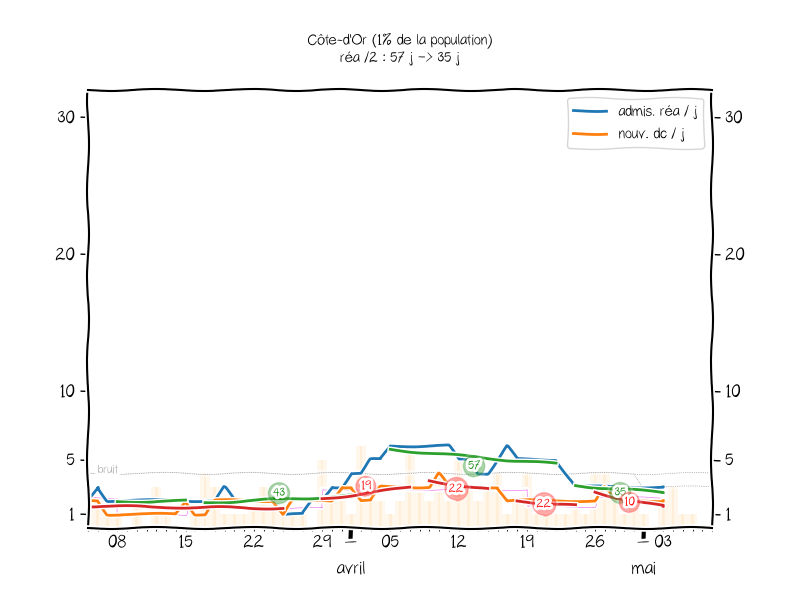 Côte-d'Or (1% de la population)
réa /2 : 57 j -> 35 j
admis. réa / j
nouv. dc / j
30
30
20
20
10
10
5
5
1
1
bruit
43
19
57
22
22
35
10
08 15 22 29 1 05 12 19 26 1 03
avril mai